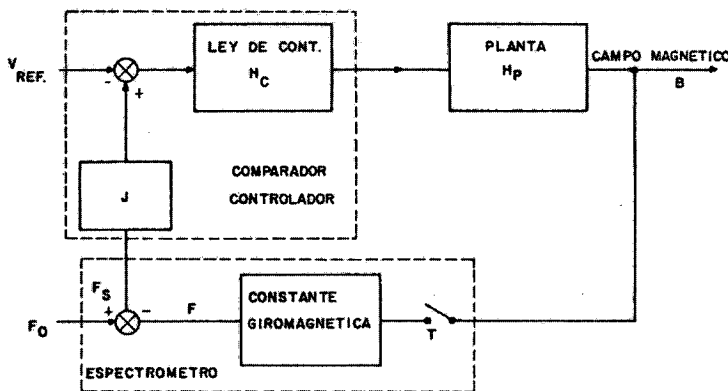 V REF.
-
+
LEY DE CONT.
H C
PLANTA
H P
CAMPO MAGNETICO
B
J
COMPARADOR
CONTROLADOR
F S
+
-
F O
F
CONSTANTE
GIROMAGNETICA
T
ESPECTROMETRO